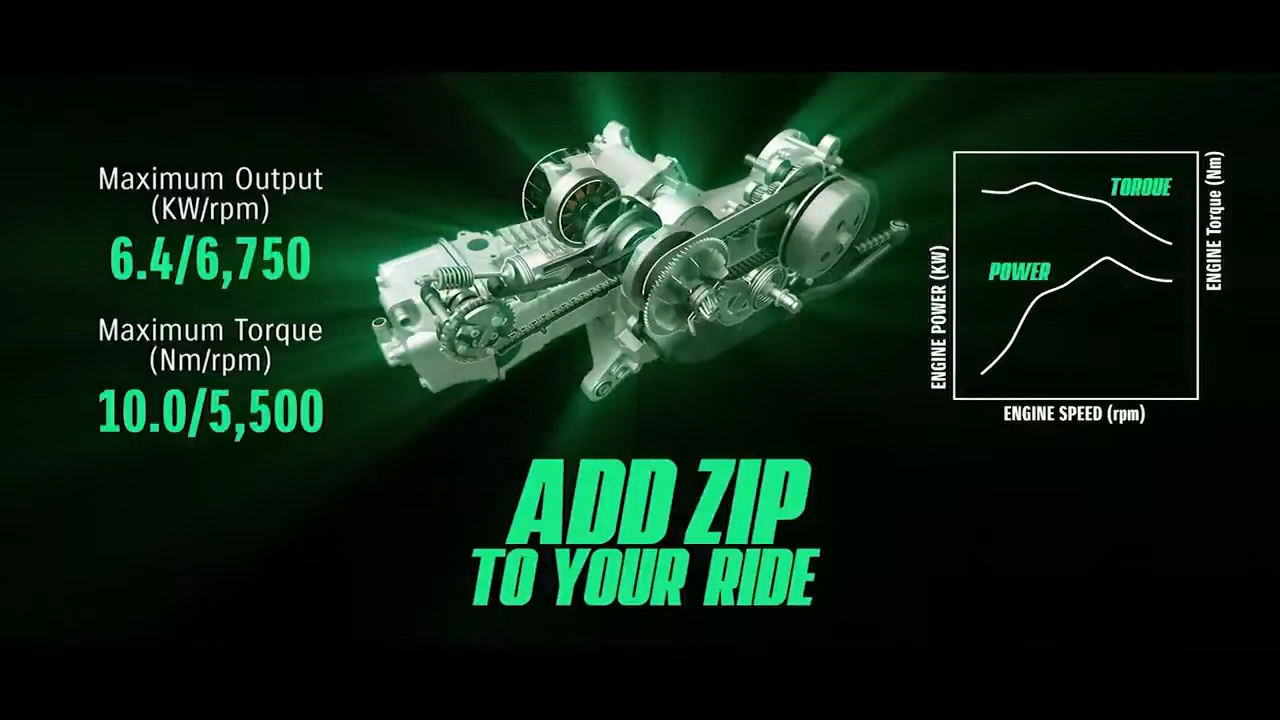 Maximum Output
(KW/rpm)
6.4/6,750
Maximum Torque
(Nm/rpm)
10.0/5,500
TORQUE
POWER
ENGINE POWER (KW)
ENGINE Torque (Nm)
ENGINE SPEED (rpm)
ADD ZIP
TO YOUR RIDE